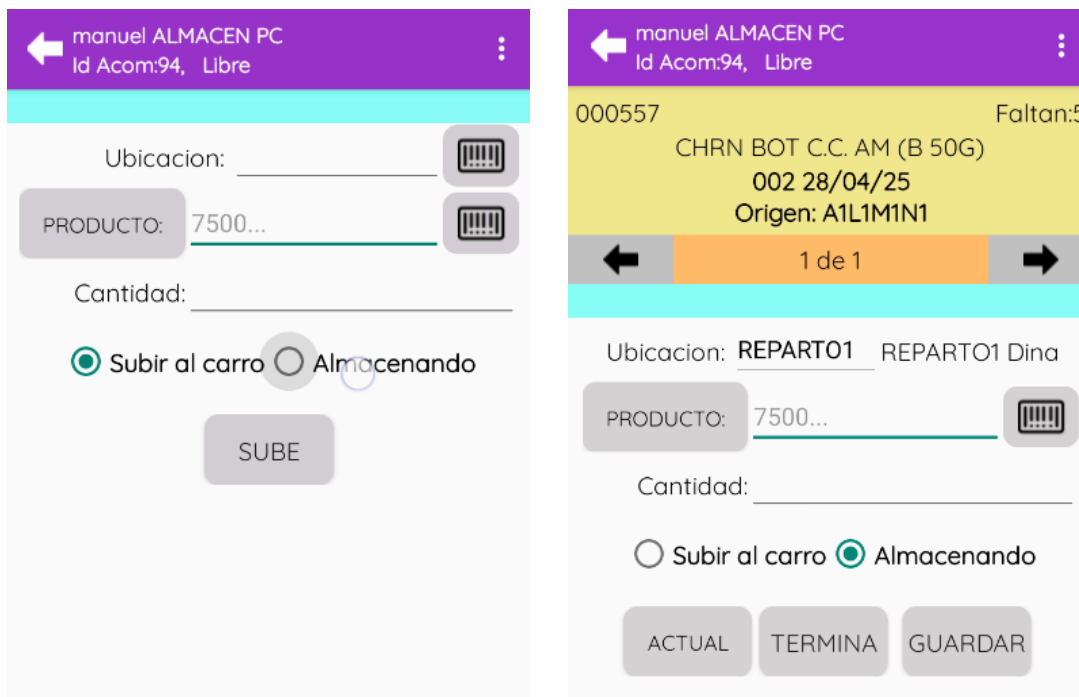 manuel ALMACEN PC
Id Acom:94, Libre
Ubicacion:
PRODUCTO: 7500...
Cantidad:
Subir al carro Almacenando
SUBE
manuel ALMACEN PC
Id Acom:94, Libre
000557 Faltan:5
CHRN BOT C.C. AM (B 50G)
002 28/04/25
Origen: A1L1M1N1
1 de 1
Ubicacion: REPARTO1 REPARTO1 Dina
PRODUCTO: 7500...
Cantidad:
Subir al carro Almacenando
ACTUAL TERMINA GUARDAR